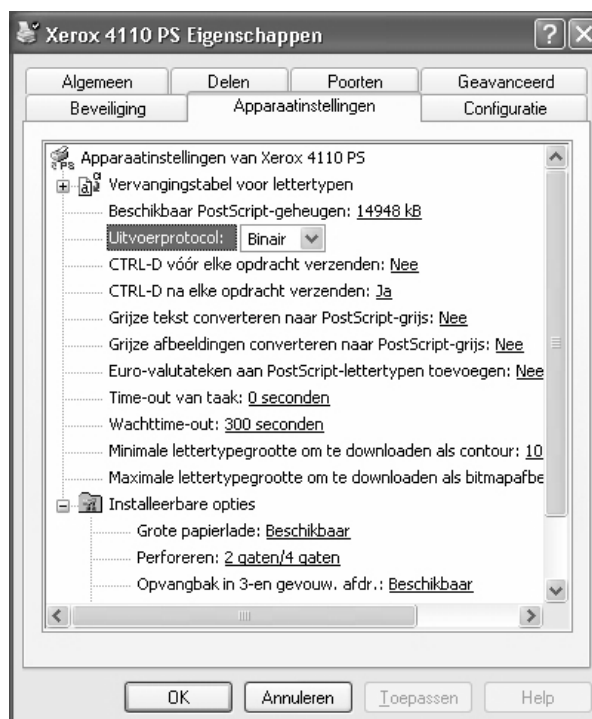 Xerox 4110 PS Eigenschappen
Algemeen Delen Poorten Geavanceerd
Beveiliging Apparaatinstellingen Configuratie
Apparaatinstellingen van Xerox 4110 PS
Vervangingstabel voor lettertypen
Beschikbaar PostScript-geheugen: 14948 kB
Uitvoerprotocol: Binair
CTRL-D vóór elke opdracht verzenden: Nee
CTRL-D na elke opdracht verzenden: Ja
Grijze tekst converteren naar PostScript-grijs: Nee
Grijze afbeeldingen converteren naar PostScript-grijs: Nee
Euro-valutateken aan PostScript-lettertypen toevoegen: Nee
Time-out van taak: 0 seconden
Wachttime-out: 300 seconden
Minimale lettertypegrootte om te downloaden als contour: 10
Maximale lettertypegrootte om te downloaden als bitmapafbe
Installeerbare opties
Grote papierlade: Beschikbaar
Perforeren: 2 gaten/4 gaten
Opvangbak in 3-en gevouw. afdr.: Beschikbaar
OK Annuleren Toepassen Help